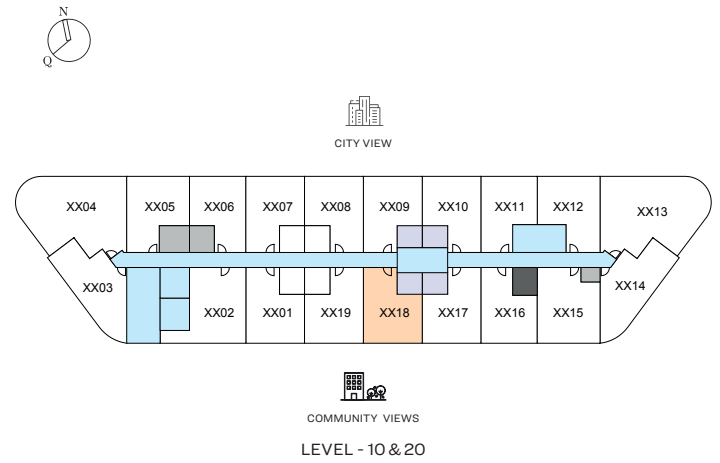 N
Q
CITY VIEW
XX04
XX05
XX06
XX07
XX08
XX09
XX10
XX11
XX12
XX13
XX03
XX02
XX01
XX19
XX18
XX17
XX16
XX15
XX14
COMMUNITY VIEWS
LEVEL - 10 & 20